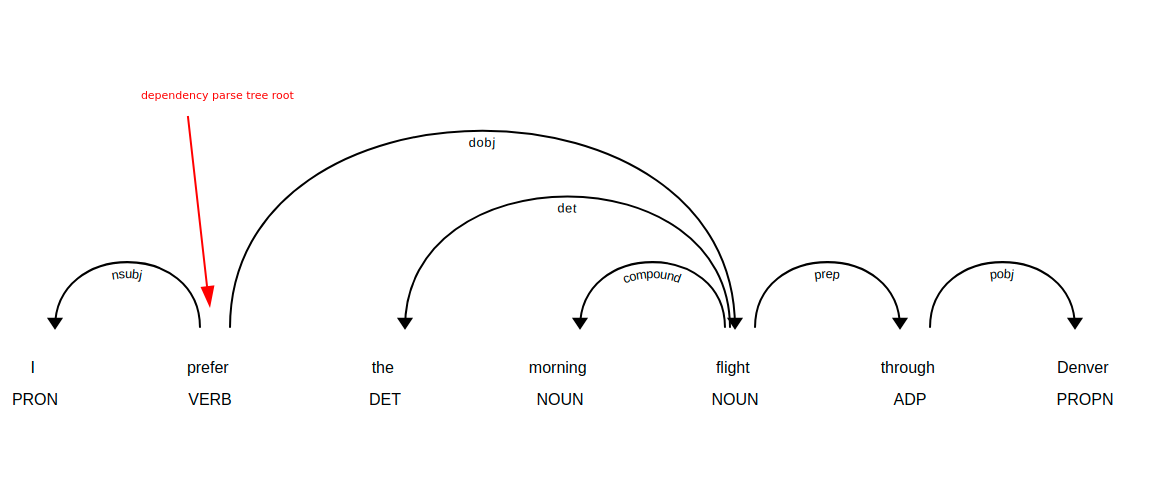 dependency parse tree root
dobj
det
nsubj compound prep pobj
I prefer the morning flight through Denver
PRON VERB DET NOUN NOUN ADP PROPN